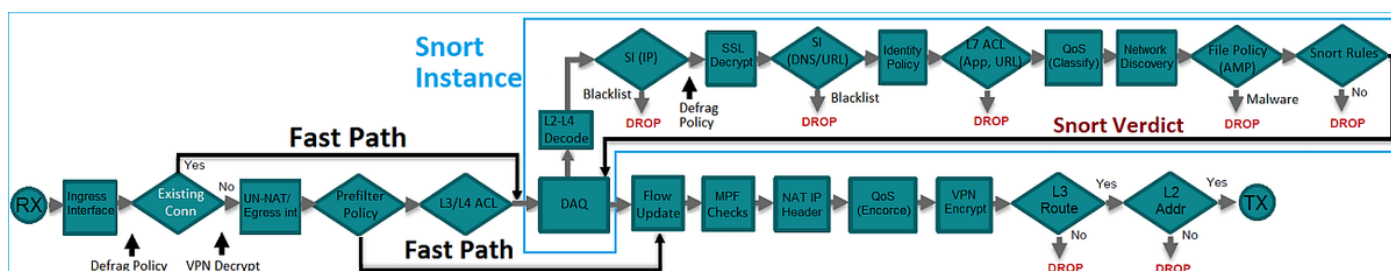 Snort
Instance
SI (IP)
SSL
Decrypt
SI
(DNS/URL)
Identity
Policy
L7 ACL
(App, URL)
QoS
(Classify)
Network
Discovery
File Policy
(AMP)
Snort Rules
Blacklist
DROP
Defrag
Policy
Blacklist
DROP
DROP
Malware
DROP
No
DROP
L2-L4
Decode
Snort Verdict
Fast Path
Yes
RX
Ingress
Interface
Existing
Conn
No
UN-NAT/
Egress int
Prefilter
Policy
L3/L4 ACL
DAQ
Flow
Update
MPF
Checks
NAT IP
Header
QoS
(Encorce)
VPN
Encrypt
L3
Route
Yes
L2
Addr
Yes
TX
Fast Path
Defrag Policy
VPN Decrypt
No
DROP
No
DROP